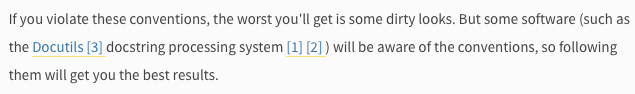 If you violate these conventions, the worst you'll get is some dirty looks. But some software (such as
the Docutils [3] docstring processing system [1] [2] ) will be aware of the conventions, so following
them will get you the best results.